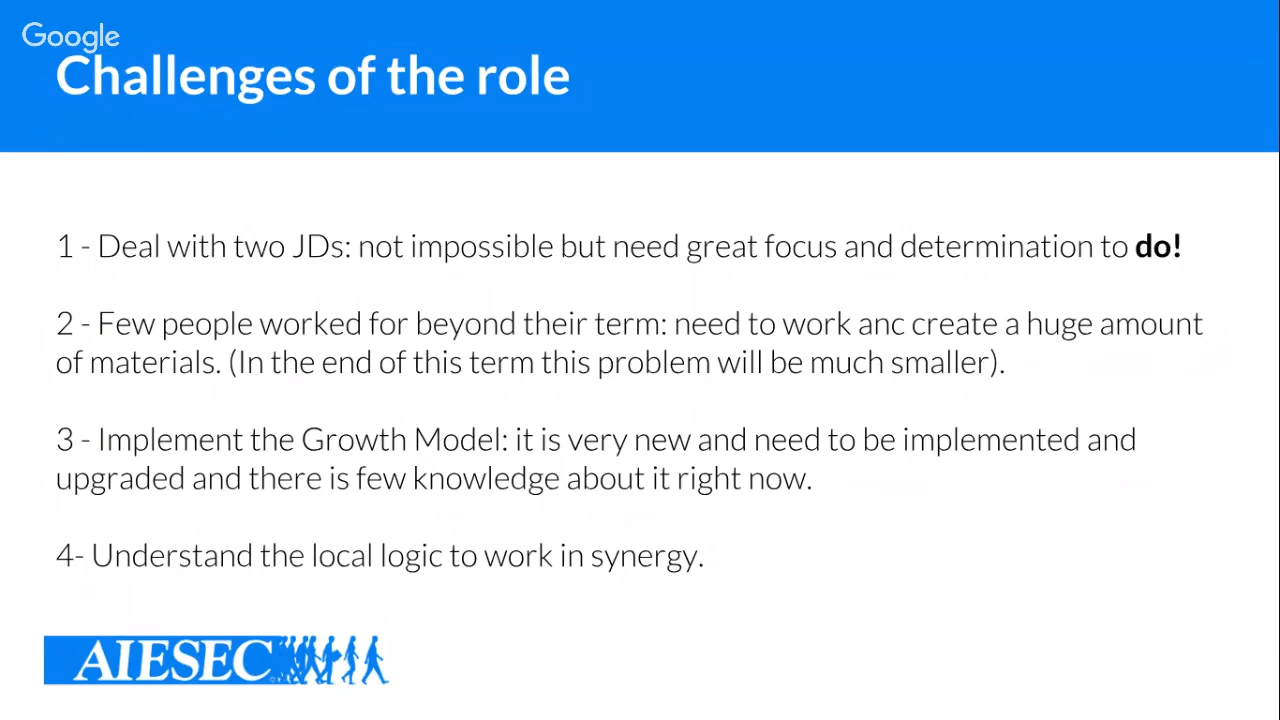 Google
Challenges of the role
1 - Deal with two JDs: not impossible but need great focus and determination to do!
2 - Few people worked for beyond their term: need to work anc create a huge amount
of materials. (In the end of this term this problem will be much smaller).
3 - Implement the Growth Model: it is very new and need to be implemented and
upgraded and there is few knowledge about it right now.
4- Understand the local logic to work in synergy.
AIESEC